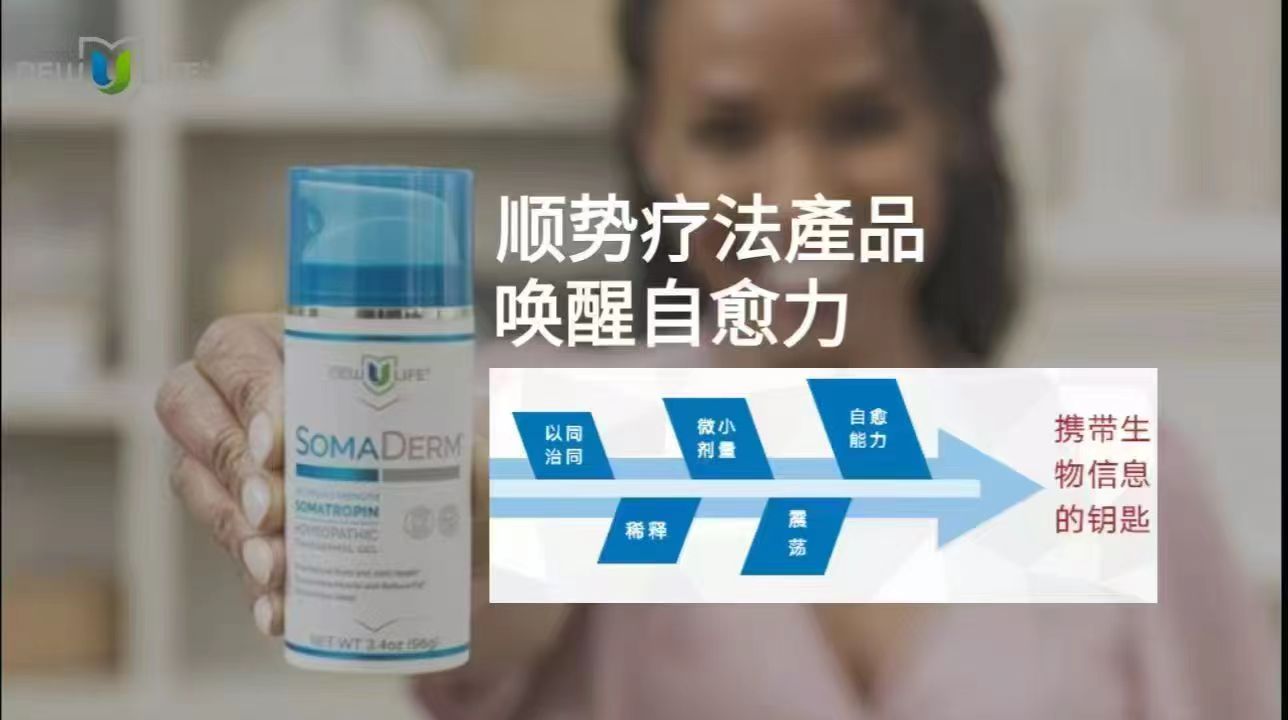 NEW U LIFE
顺势疗法產品
唤醒自愈力
NEW U LIFE
SOMADERM
SOMATROPIN
HOMEOPATHIC
TRANSDERMAL GEL
NET WT 3.4oz (96g)
以同
治同
微小
剂量
自愈
能力
稀释
震
荡
携带生
物信息
的钥匙